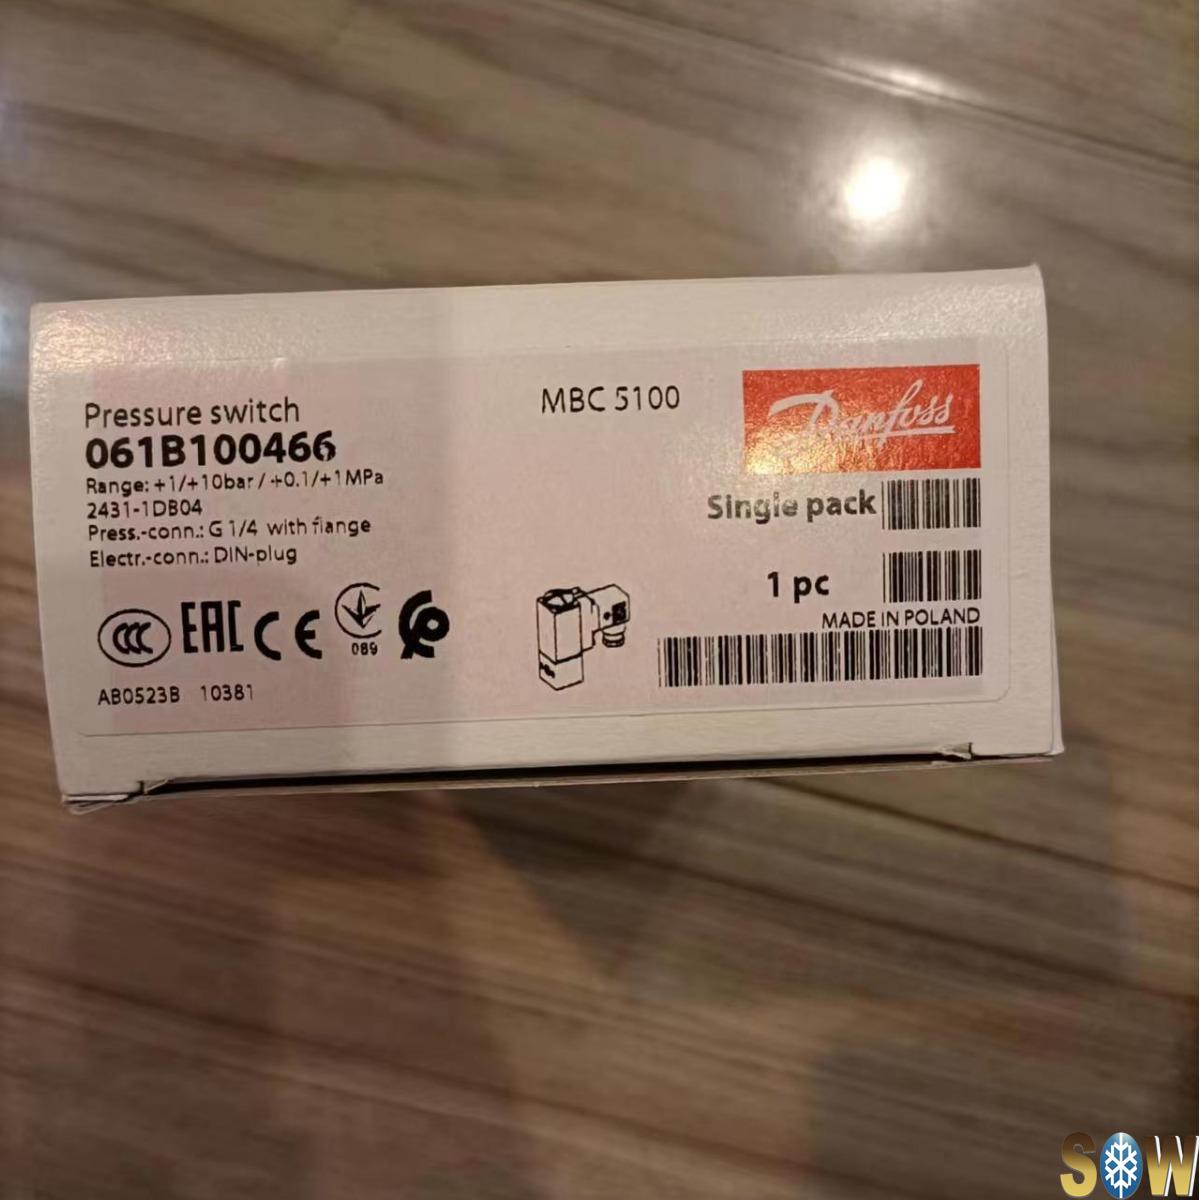 Pressure switch
061B100466
Range: +1/+10bar / +0.1/+1MPa
2431-1DB04
Press.-conn.: G 1/4 with flange
Electr.-conn.: DIN-plug
MBC 5100
Danfoss
Single pack
1 pc
MADE IN POLAND
CCC
EAC
CE
089
AB0523B 10381
SOW